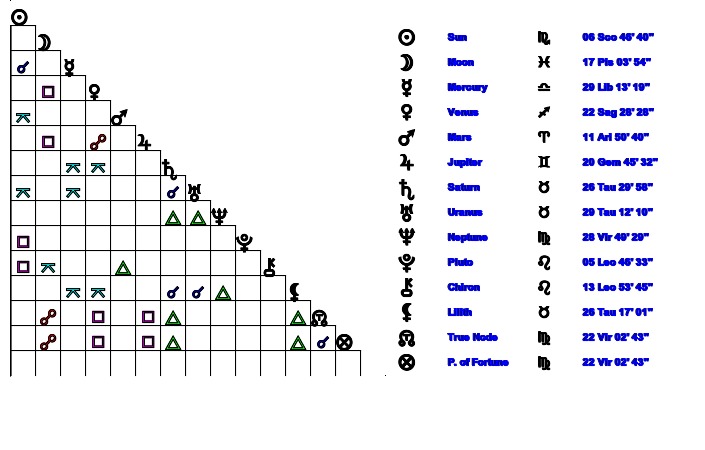 Sun 06 Sco 46' 40"
Moon 17 Pis 03' 54"
Mercury 29 Lib 13' 19"
Venus 22 Sag 28' 28"
Mars 11 Ari 50' 40"
Jupiter 20 Gem 45' 32"
Saturn 26 Tau 29' 58"
Uranus 29 Tau 12' 10"
Neptune 28 Vir 49' 29"
Pluto 05 Leo 46' 33"
Chiron 13 Leo 53' 45"
Lilith 26 Tau 17' 01"
True Node 22 Vir 02' 43"
P. of Fortune 22 Vir 02' 43"